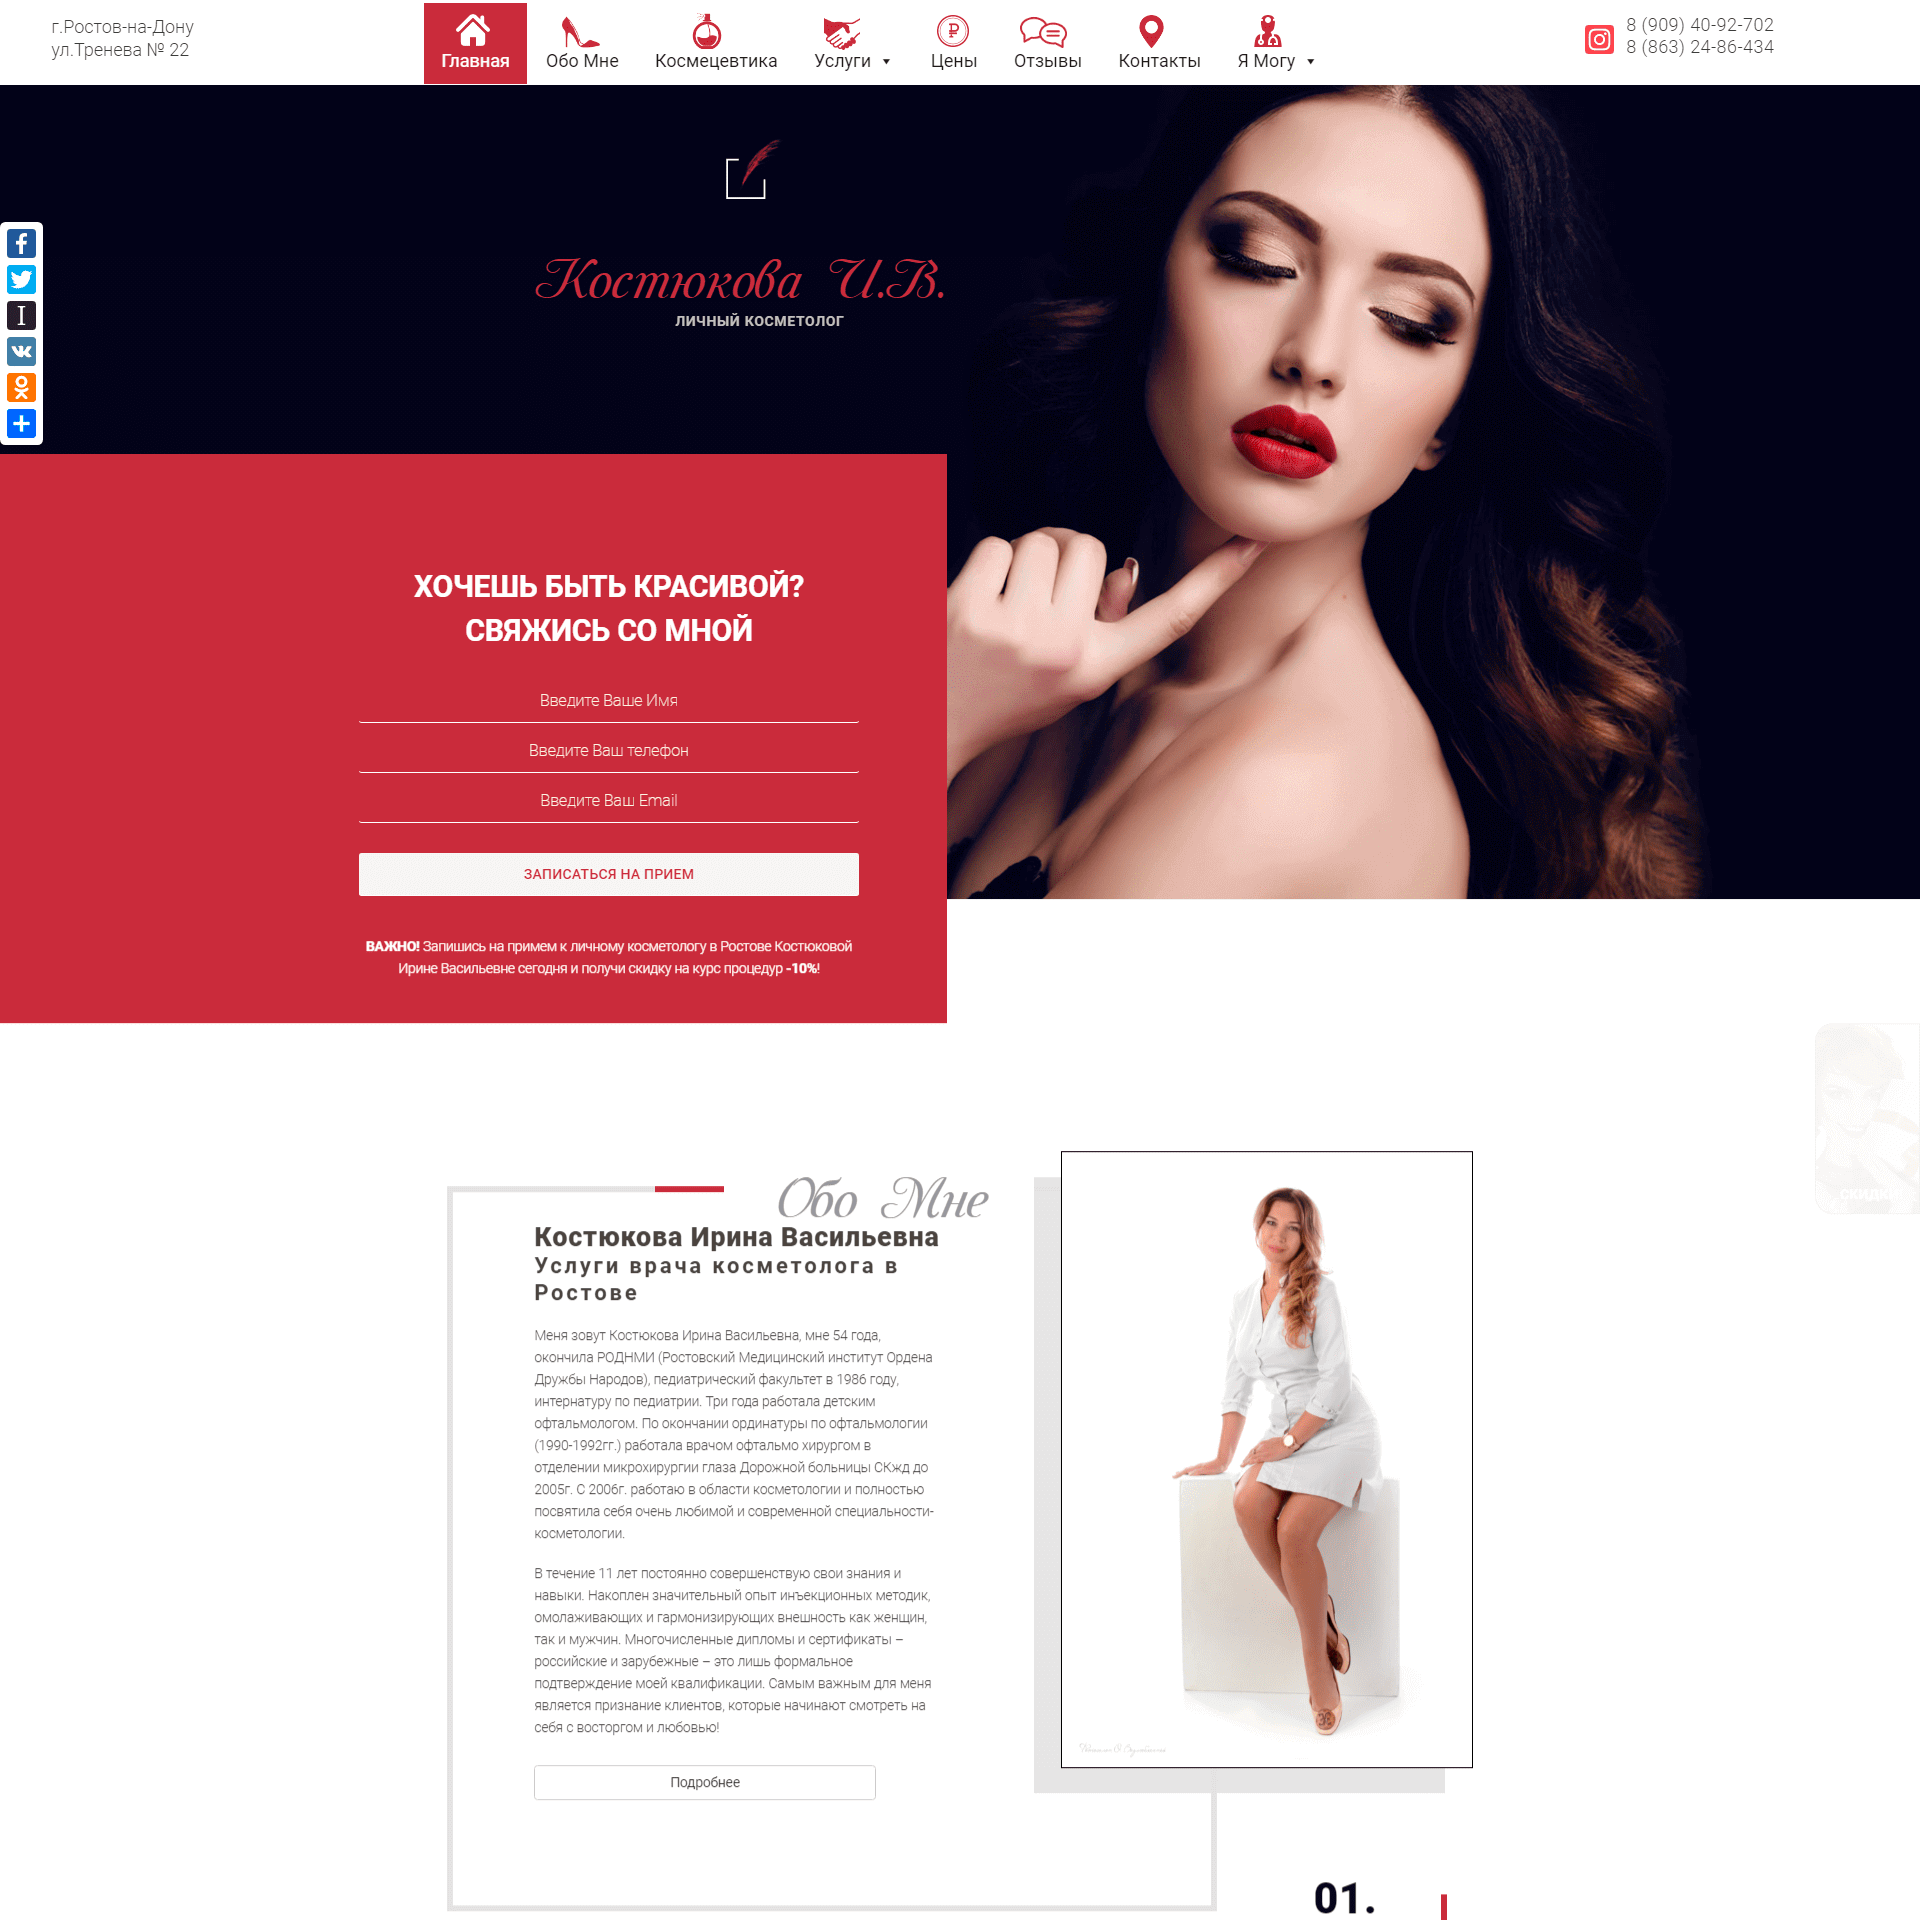 г.Ростов-на-Дону
ул.Тренева № 22
Главная
Обо Мне
Космецевтика
Услуги
Цены
Отзывы
Контакты
Я Могу
8 (909) 40-92-702
8 (863) 24-86-434
Костюкова И.В.
ЛИЧНЫЙ КОСМЕТОЛОГ
ХОЧЕШЬ БЫТЬ КРАСИВОЙ?
СВЯЖИСЬ СО МНОЙ
Введите Ваше Имя
Введите Ваш телефон
Введите Ваш Email
ЗАПИСАТЬСЯ НА ПРИЕМ
ВАЖНО! Запишись на примем к личному косметологу в Ростове Костюковой
Ирине Васильевне сегодня и получи скидку на курс процедур -10%!
Обо Мне
Костюкова Ирина Васильевна
Услуги врача косметолога в
Ростове
Меня зовут Костюкова Ирина Васильевна, мне 54 года,
окончила РОДНМИ (Ростовский Медицинский институт Ордена
Дружбы Народов), педиатрический факультет в 1986 году,
интернатуру по педиатрии. Три года работала детским
офтальмологом. По окончании ординатуры по офтальмологии
(1990-1992гг.) работала врачом офтальмо хирургом в
отделении микрохирургии глаза Дорожной больницы СКжд до
2005г. С 2006г. работаю в области косметологии и полностью
посвятила себя очень любимой и современной специальности-
косметологии.
В течение 11 лет постоянно совершенствую свои знания и
навыки. Накоплен значительный опыт инъекционных методик,
омолаживающих и гармонизирующих внешность как женщин,
так и мужчин. Многочисленные дипломы и сертификаты –
российские и зарубежные – это лишь формальное
подтверждение моей квалификации. Самым важным для меня
является признание клиентов, которые начинают смотреть на
себя с восторгом и любовью!
Подробнее
01.